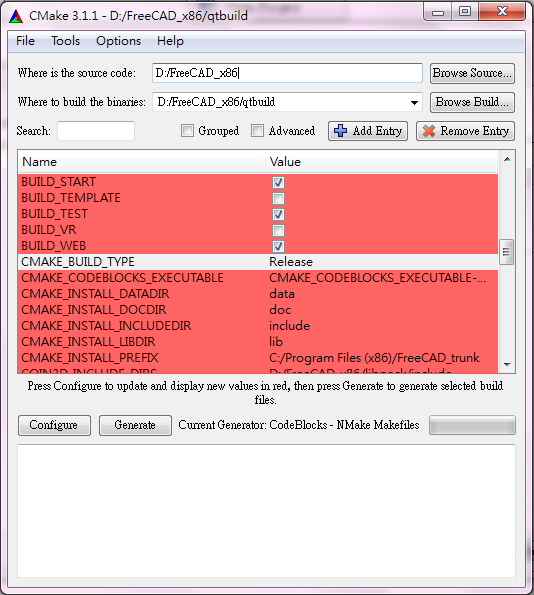 CMake 3.1.1 - D:/FreeCAD_x86/qtbuild
File Tools Options Help
Where is the source code: D:/FreeCAD_x86 Browse Source...
Where to build the binaries: D:/FreeCAD_x86/qtbuild Browse Build...
Search: Grouped Advanced Add Entry Remove Entry
Name Value
BUILD_START
BUILD_TEMPLATE
BUILD_TEST
BUILD_VR
BUILD_WEB
CMAKE_BUILD_TYPE Release
CMAKE_CODEBLOCKS_EXECUTABLE CMAKE_CODEBLOCKS_EXECUTABLE-...
CMAKE_INSTALL_DATADIR data
CMAKE_INSTALL_DOCDIR doc
CMAKE_INSTALL_INCLUDEDIR include
CMAKE_INSTALL_LIBDIR lib
CMAKE_INSTALL_PREFIX C:/Program Files (x86)/FreeCAD_trunk
COIN3D_INCLUDE_DIRS D:/FreeCAD_x86/libpack/include
Press Configure to update and display new values in red, then press Generate to generate selected build
files.
Configure Generate Current Generator: CodeBlocks - NMake Makefiles